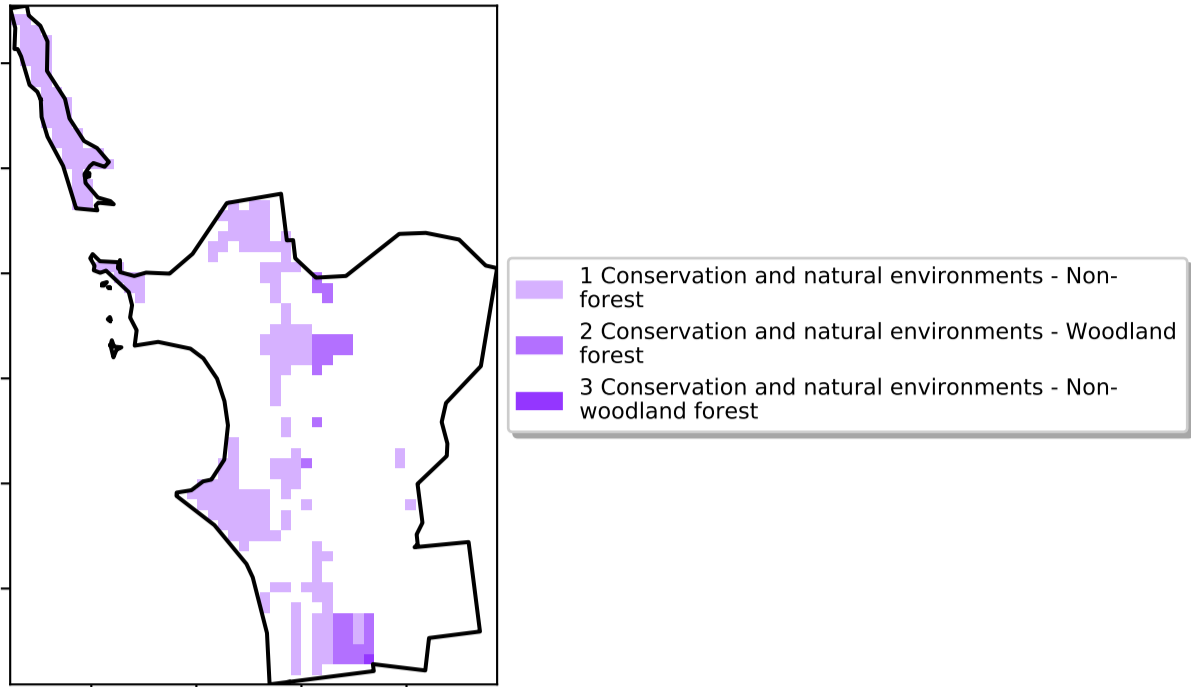 1 Conservation and natural environments - Non-
forest
2 Conservation and natural environments - Woodland
forest
3 Conservation and natural environments - Non-
woodland forest